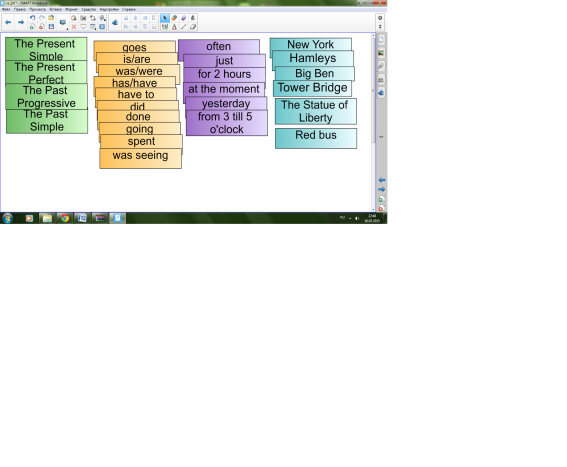 The Present
Simple
The Present
Perfect
The Past
Progressive
The Past
Simple
goes
is/are
was/were
has/have
have to
did
done
going
spent
was seeing
often
just
for 2 hours
at the moment
yesterday
from 3 till 5
o'clock
New York
Hamleys
Big Ben
Tower Bridge
The Statue of
Liberty
Red bus